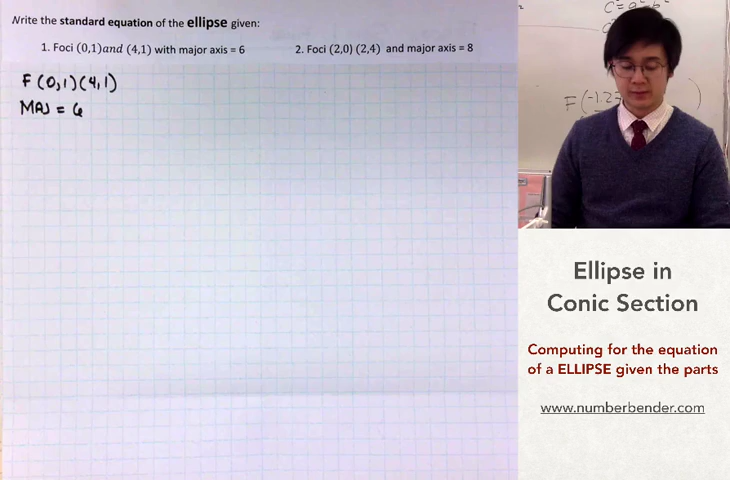 Write the standard equation of the ellipse given:
1. Foci (0,1)and (4,1) with major axis = 6
2. Foci (2,0) (2,4) and major axis = 8
F (0,1) (4,1)
MAJ = 6
F(-1.27
Ellipse in
Conic Section
Computing for the equation
of a ELLIPSE given the parts
www.numberbender.com